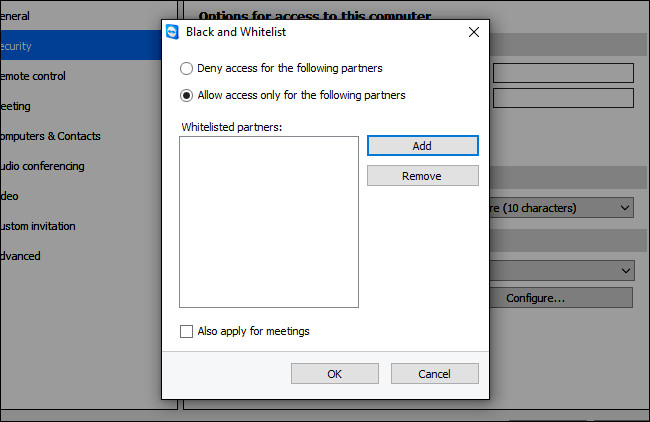 Options for access to this computer
eneral
ecurity
emote control
eeting
omputers & Contacts
udio conferencing
ideo
ustom invitation
dvanced
re (10 characters)
Configure...
Black and Whitelist
Deny access for the following partners
Allow access only for the following partners
Whitelisted partners:
Add
Remove
Also apply for meetings
OK
Cancel